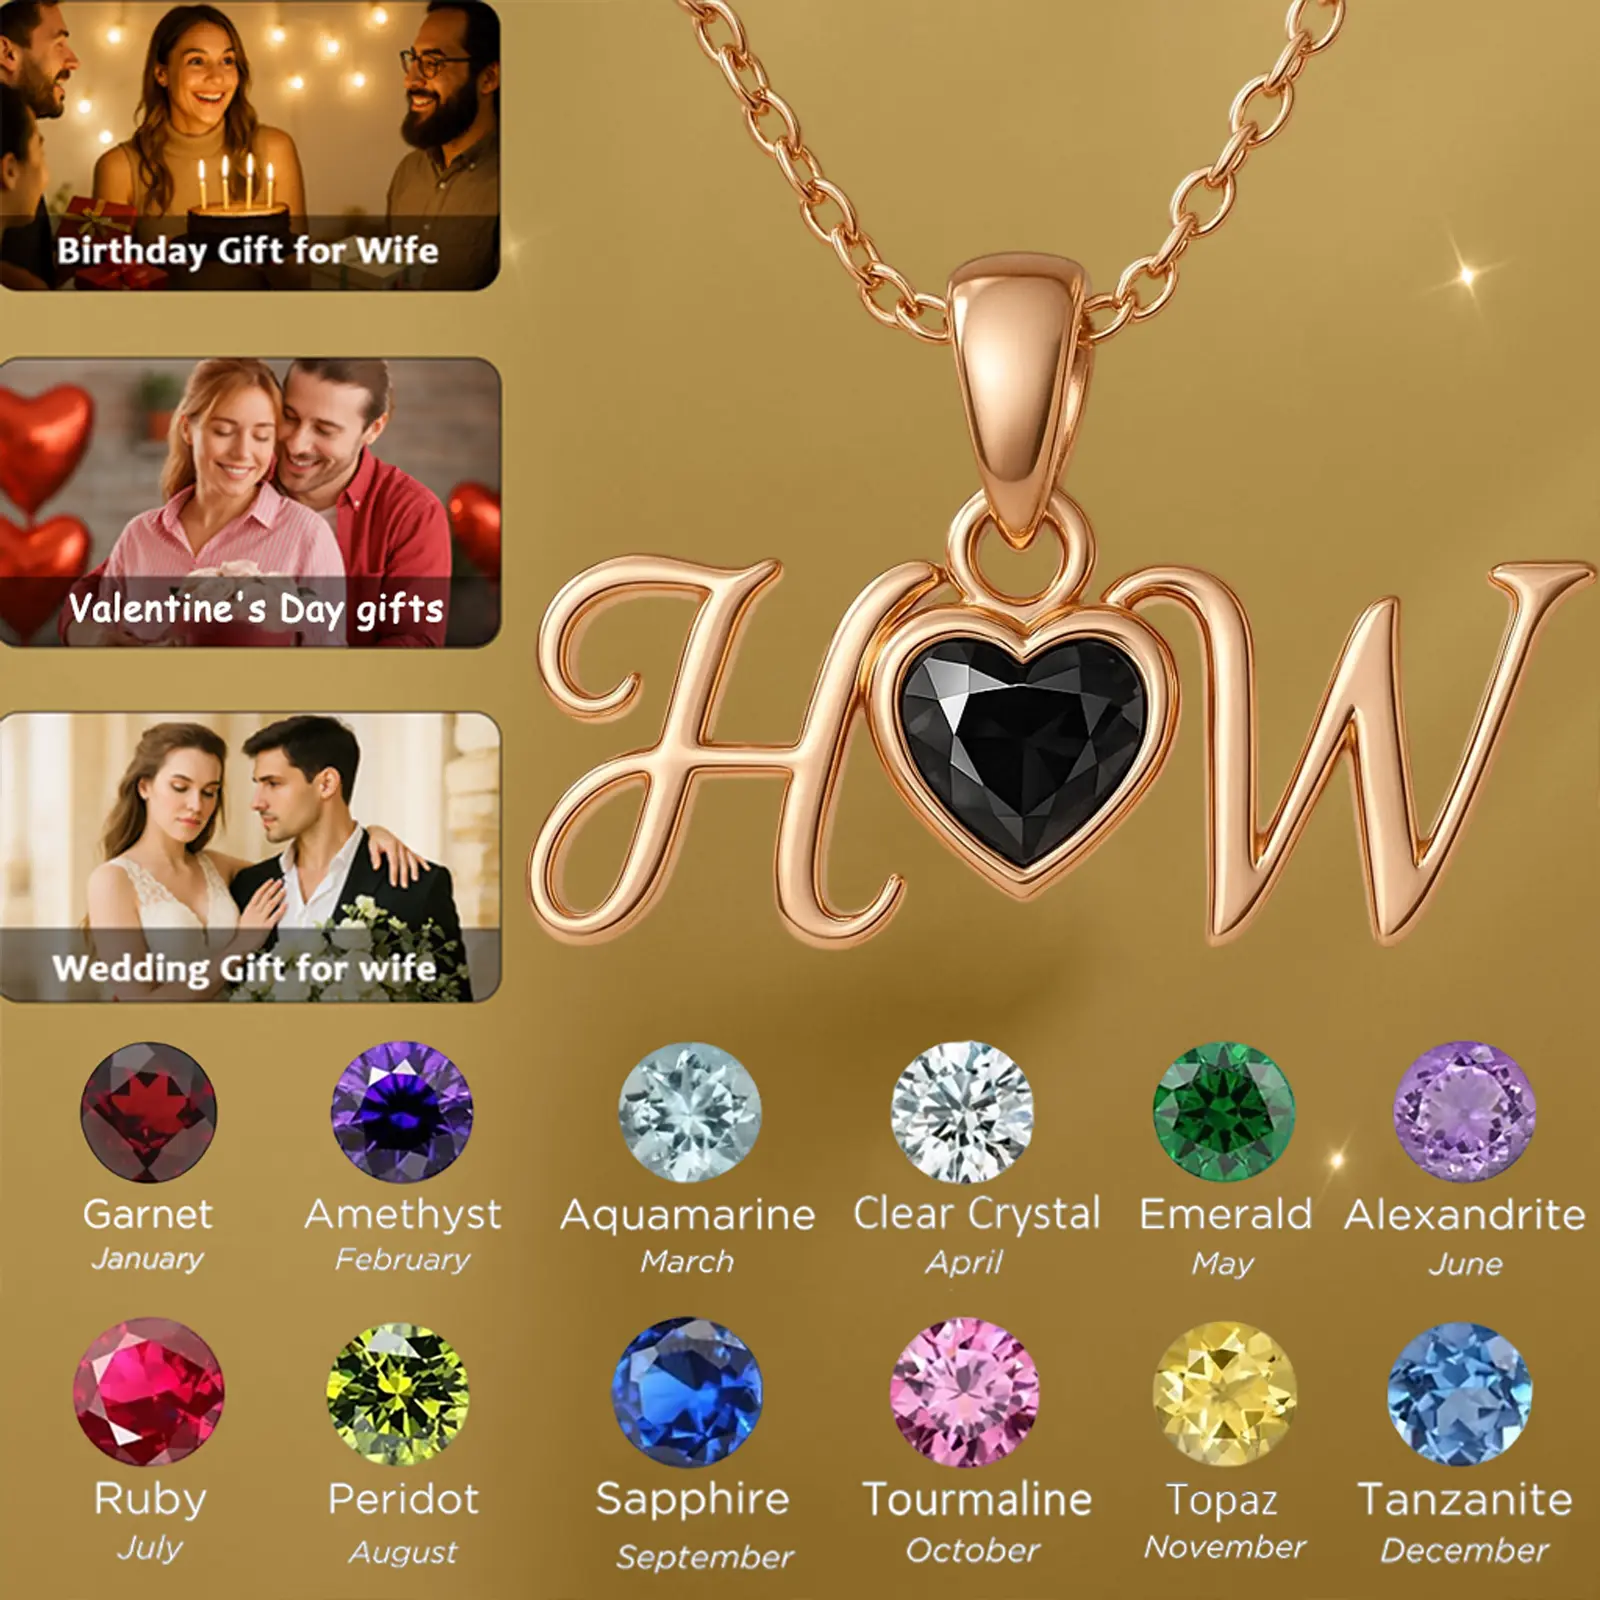 Birthday Gift for Wife
Valentine's Day gifts
Wedding Gift for wife
H W
Garnet
January
Amethyst
February
Aquamarine
March
Clear Crystal
April
Emerald
May
Alexandrite
June
Ruby
July
Peridot
August
Sapphire
September
Tourmaline
October
Topaz
November
Tanzanite
December